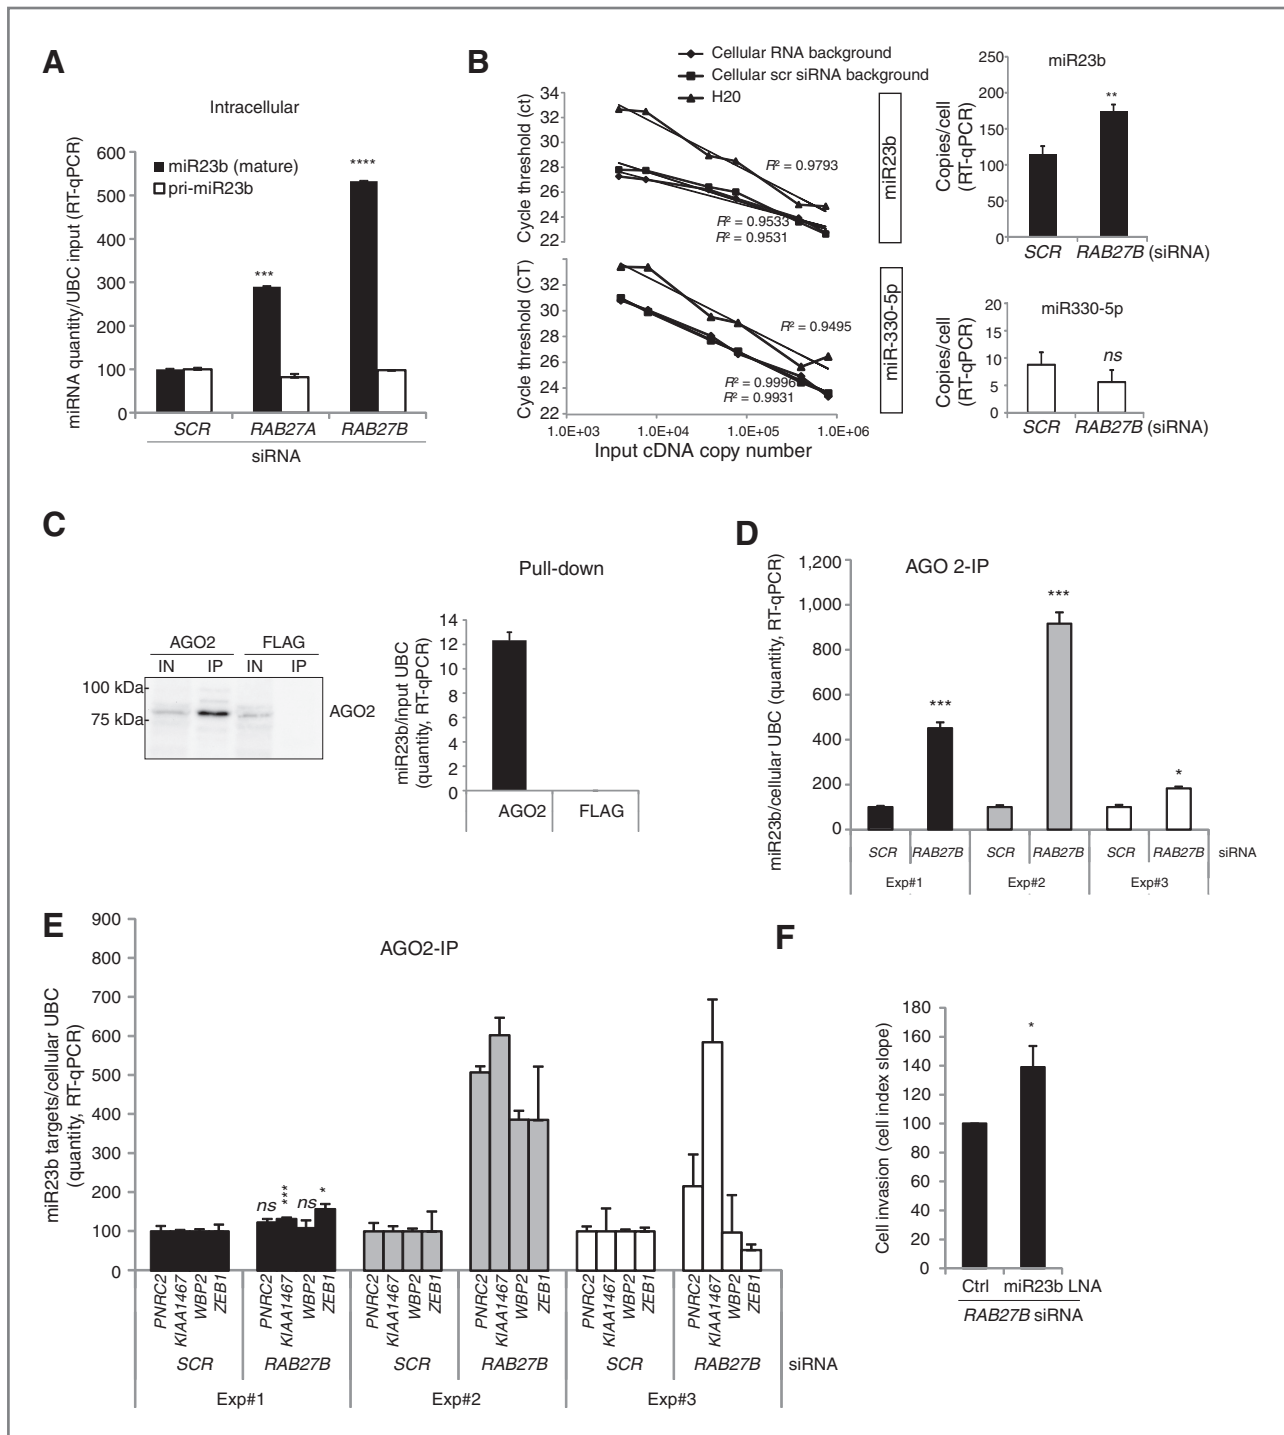 A
Intracellular
miRNA quantity/UBC input (RT-qPCR)
600
500
400
300
200
100
0
miR23b (mature)
pri-miR23b
***
****
SCR RAB27A RAB27B
siRNA
B
Cellular RNA background
Cellular scr siRNA background
H20
Cycle threshold (ct)
34
32
30
28
26
24
22
R² = 0.9793
R² = 0.9533
R² = 0.9531
miR23b
Cycle threshold (CT)
32
30
28
26
24
22
R² = 0.9495
R² = 0.9996
R² = 0.9931
miR-330-5p
1.0E+03 1.0E+04 1.0E+05 1.0E+06
Input cDNA copy number
miR23b
Copies/cell
(RT-qPCR)
250
200
150
100
50
0
**
SCR RAB27B (siRNA)
miR330-5p
Copies/cell
(RT-qPCR)
20
15
10
5
0
ns
SCR RAB27B (siRNA)
C
AGO2 FLAG
IN IP IN IP
100 kDa
75 kDa
AGO2
Pull-down
miR23b/input UBC
(quantity, RT-qPCR)
14
12
10
8
6
4
2
0
AGO2 FLAG
D
AGO 2-IP
miR23b/cellular UBC (quantity, RT-qPCR)
1,200
1,000
800
600
400
200
0
***
***
*
SCR RAB27B SCR RAB27B SCR RAB27B siRNA
Exp#1 Exp#2 Exp#3
E
AGO2-IP
miR23b targets/cellular UBC
(quantity, RT-qPCR)
900
800
700
600
500
400
300
200
100
0
ns *** ns *
PNRC2 KIAA1467 WBP2 ZEB1 PNRC2 KIAA1467 WBP2 ZEB1 PNRC2 KIAA1467 WBP2 ZEB1 PNRC2 KIAA1467 WBP2 ZEB1 PNRC2 KIAA1467 WBP2 ZEB1 PNRC2 KIAA1467 WBP2 ZEB1
SCR RAB27B SCR RAB27B SCR RAB27B siRNA
Exp#1 Exp#2 Exp#3
F
Cell invasion (cell index slope)
180
160
140
120
100
80
60
40
20
0
*
Ctrl miR23b LNA
RAB27B siRNA